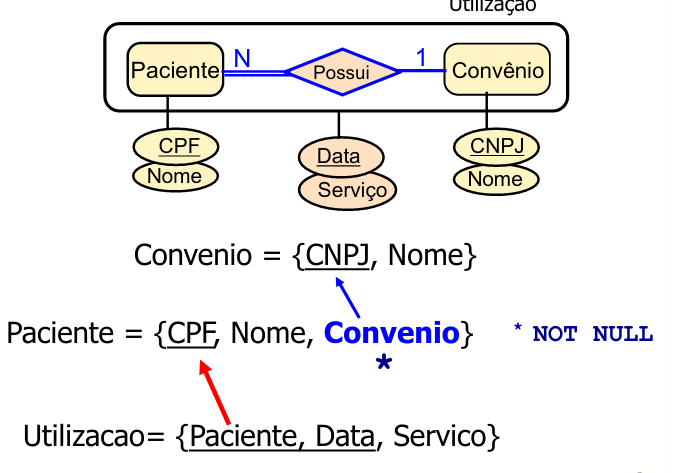 Utilização
Paciente N Possui 1 Convênio
CPF Data CNPJ
Nome Serviço Nome
Convenio = {CNPJ, Nome}
Paciente = {CPF, Nome, Convenio} * NOT NULL
*
Utilizacao= {Paciente, Data, Servico}